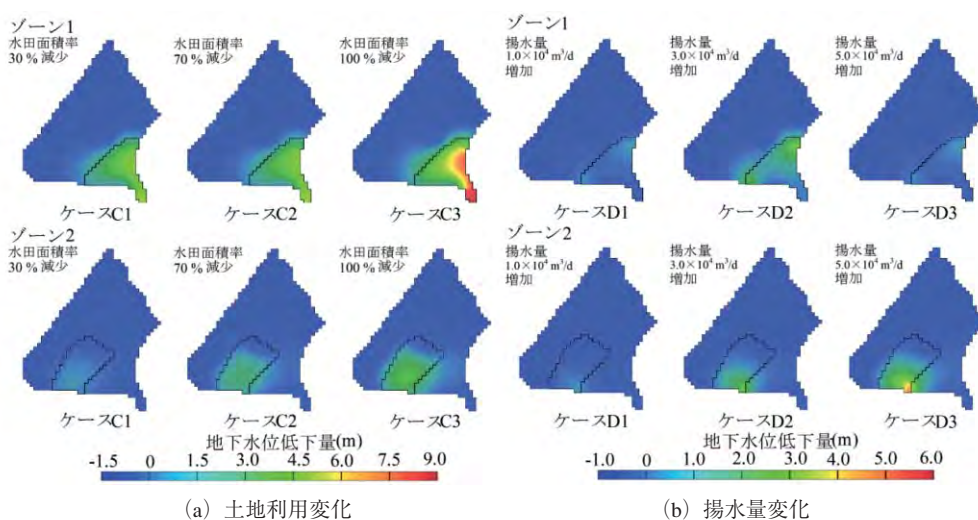 ゾーン1
水田面積率
30 % 減少
水田面積率
70 % 減少
水田面積率
100 % 減少
ケースC1
ケースC2
ケースC3
ゾーン2
水田面積率
30 % 減少
水田面積率
70 % 減少
水田面積率
100 % 減少
ケースC1
ケースC2
ケースC3
地下水位低下量(m)
-1.5 0 1.5 3.0 4.5 6.0 7.5 9.0
(a) 土地利用変化
ゾーン1
揚水量
1.0×10⁴ m³/d
増加
揚水量
3.0×10⁴ m³/d
増加
揚水量
5.0×10⁴ m³/d
増加
ケースD1
ケースD2
ケースD3
ゾーン2
揚水量
1.0×10⁴ m³/d
増加
揚水量
3.0×10⁴ m³/d
増加
揚水量
5.0×10⁴ m³/d
増加
ケースD1
ケースD2
ケースD3
地下水位低下量(m)
-1.0 0 1.0 2.0 3.0 4.0 5.0 6.0
(b) 揚水量変化